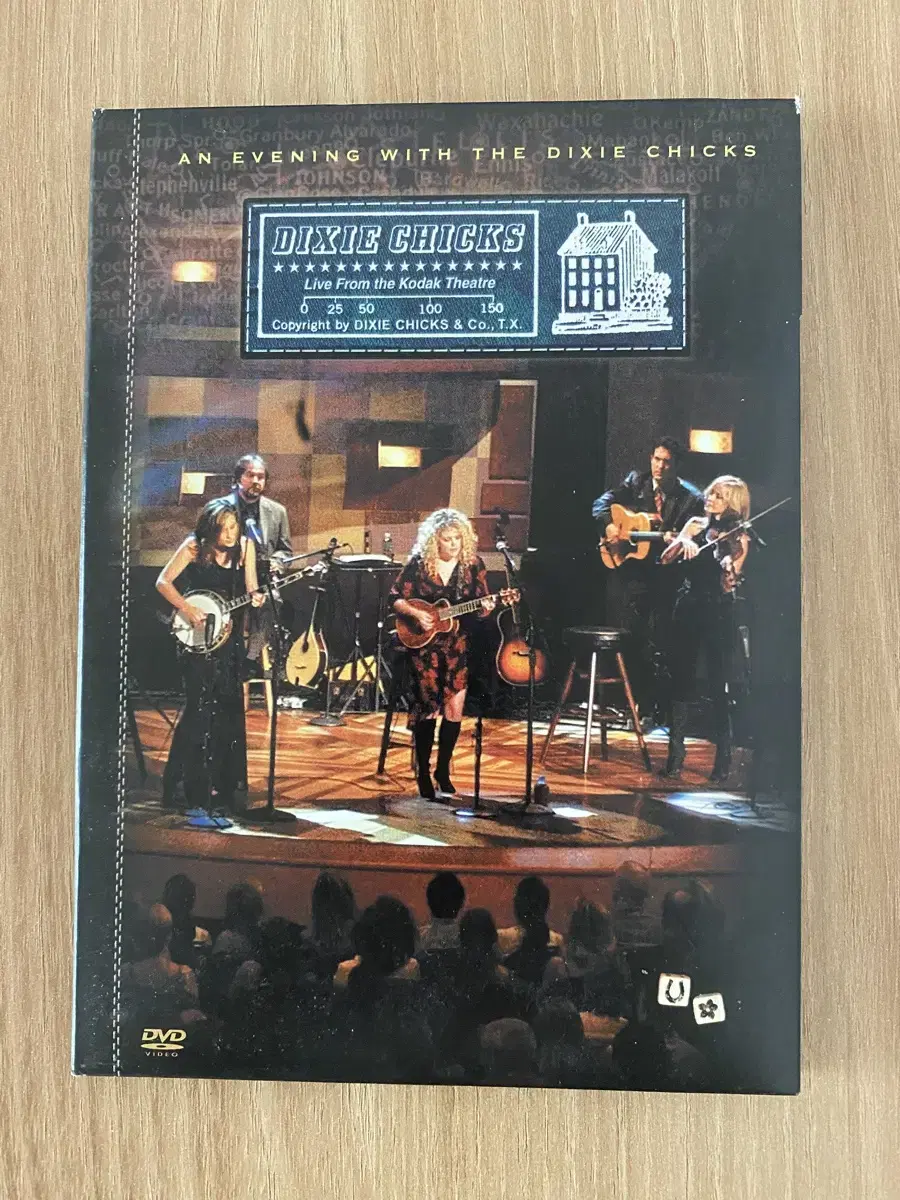 Waxahachie
Granbury Alvarado
AN EVENING WITH THE DIXIE CHICKS
Stephenville
JOHNSON
Malakoff
DIXIE CHICKS
Live From the Kodak Theatre
0 25 50 100 150
Copyright by DIXIE CHICKS & Co., T.X.
DVD
VIDEO